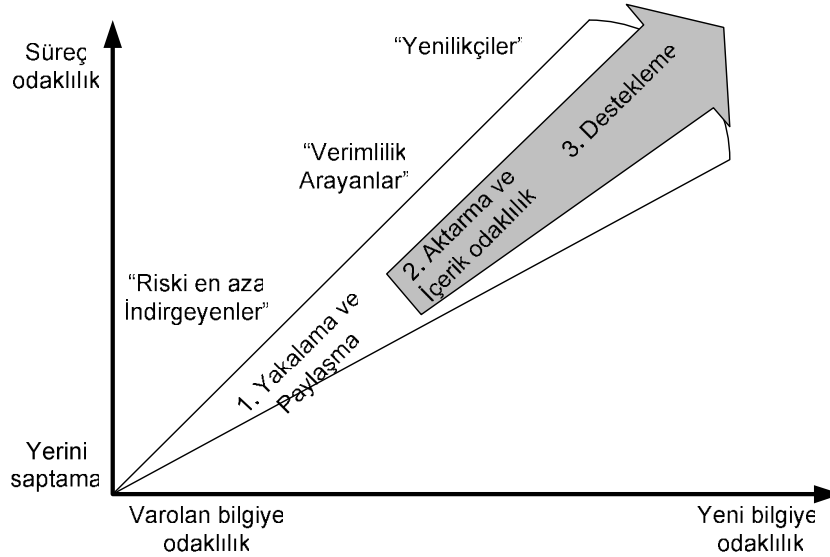 Süreç
odaklılık
“Yenilikçiler”
“Verimlilik
Arayanlar”
“Riski en aza
İndirgeyenler”
3. Destekleme
2. Aktarma ve
İçerik odaklılık
1. Yakalama ve
Paylaşma
Yerini
saptama
Varolan bilgiye
odaklılık
Yeni bilgiye
odaklılık